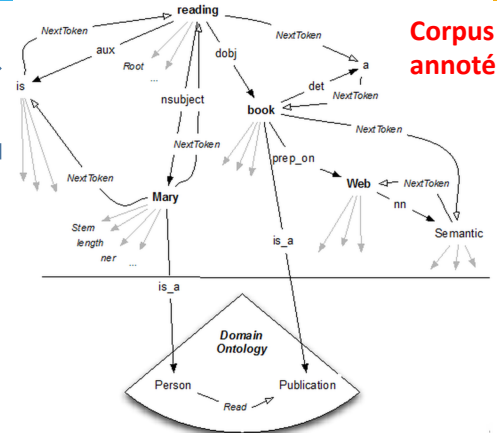 reading
Corpus
annoté
NextToken
NextToken
aux
dobj
Root
...
a
is
det
nsubject
NextToken
book
NextToken
NextToken
prep_on
NextToken
Web
NextToken
Mary
nn
Stem
Semantic
length
is_a
ner
...
is_a
Domain
Ontology
Person
Publication
Read